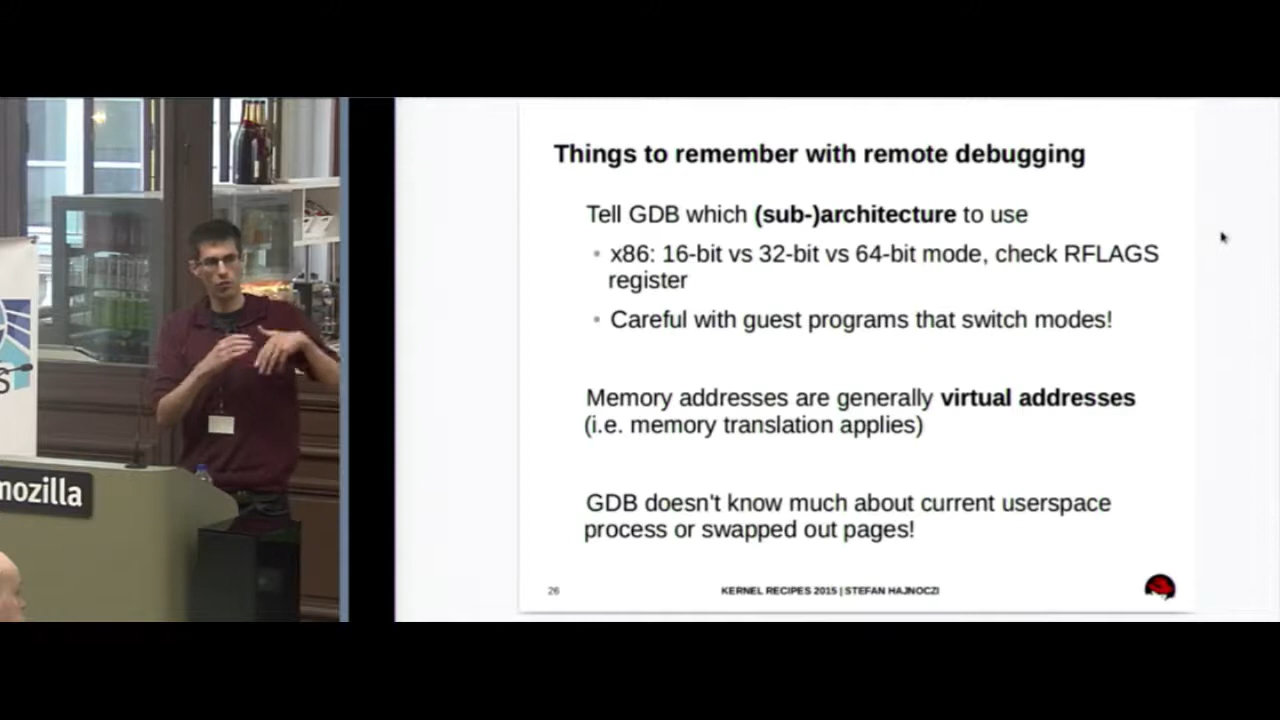 Things to remember with remote debugging
Tell GDB which (sub-)architecture to use
• x86: 16-bit vs 32-bit vs 64-bit mode, check RFLAGS
register
• Careful with guest programs that switch modes!
Memory addresses are generally virtual addresses
(i.e. memory translation applies)
GDB doesn't know much about current userspace
process or swapped out pages!
26
KERNEL RECIPES 2015 | STEFAN HAJNOCZI
mozilla
S